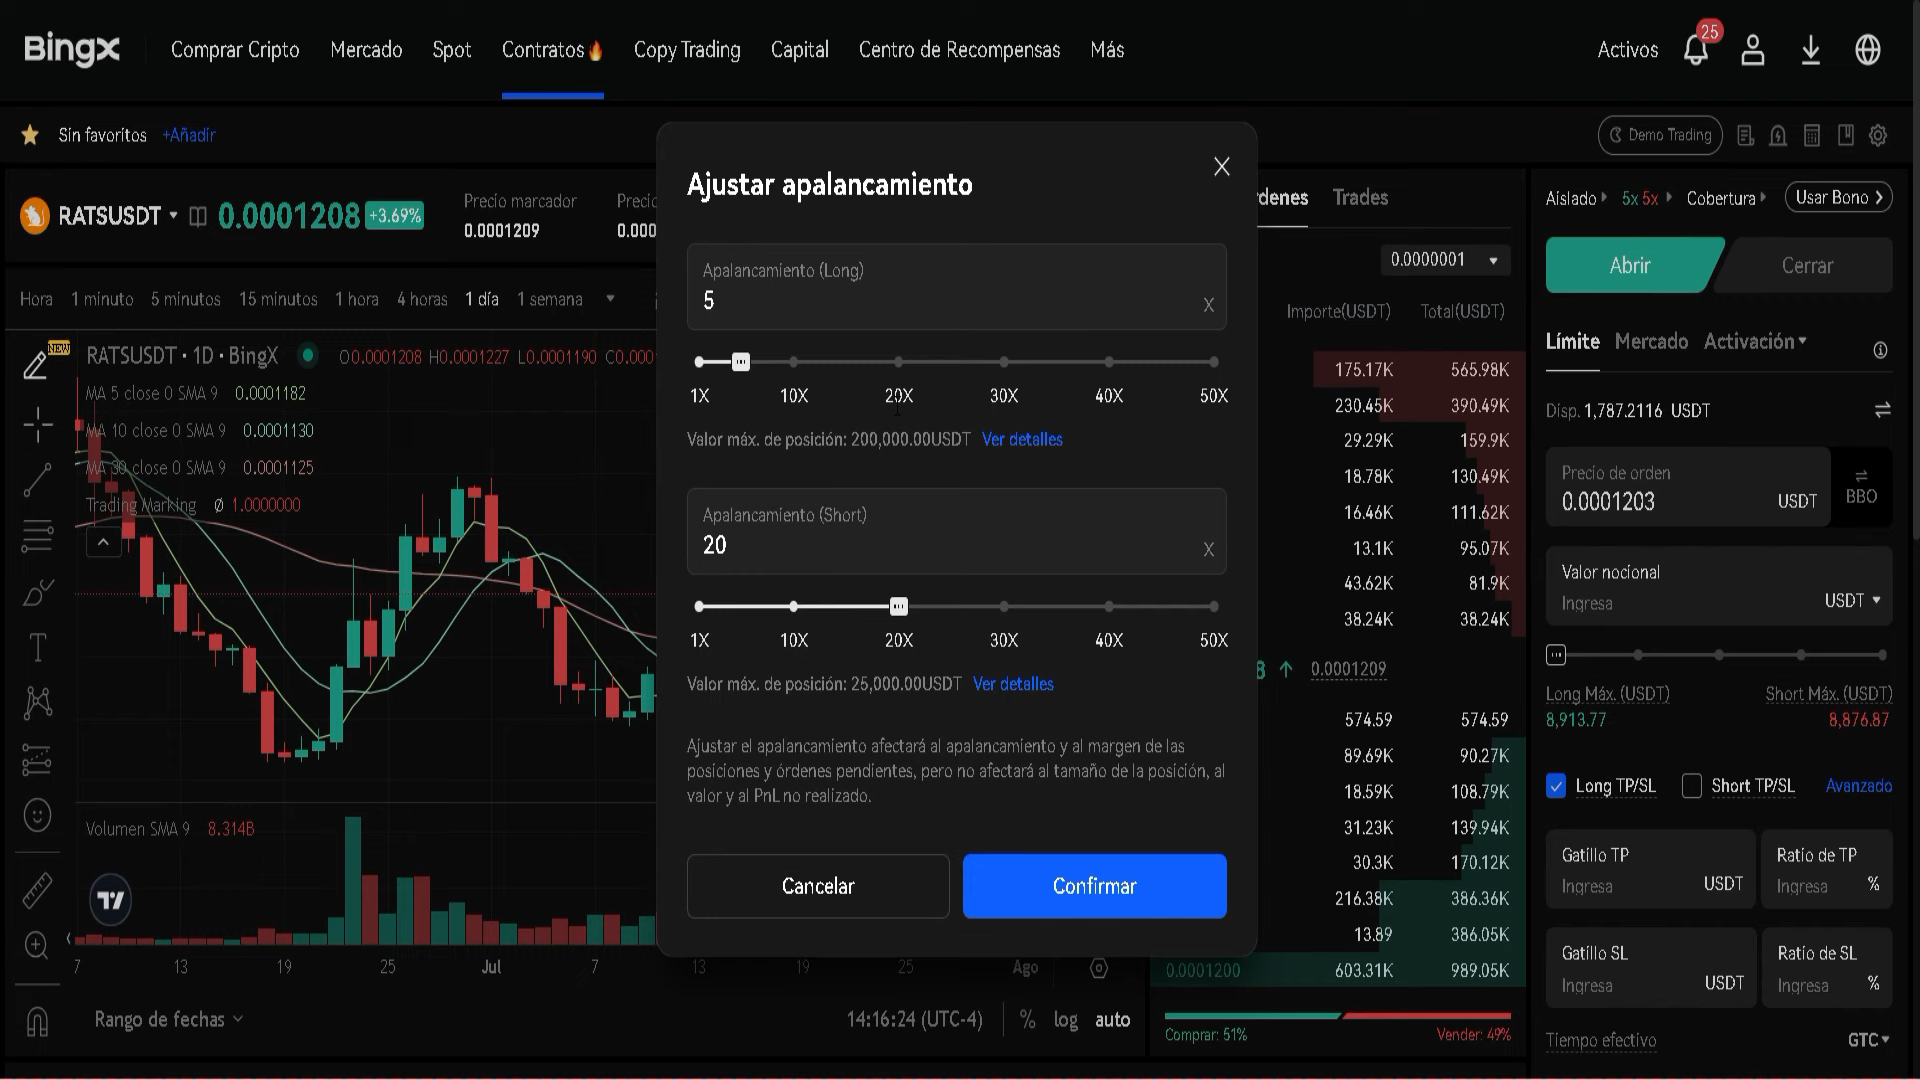 BingX
Comprar Cripto
Mercado
Spot
Contratos
Copy Trading
Capital
Centro de Recompensas
Más
Activos
25
Sin favoritos
+Añadir
Demo Trading
RATSUSDT
0.0001208
+3.69%
Precio marcador
0.0001209
Precio
0.000
Hora
1 minuto
5 minutos
15 minutos
1 hora
4 horas
1 día
1 semana
NEW
RATSUSDT · 1D · BingX
O0.0001208 H0.0001227 L0.0001190 C0.000
MA 5 close 0 SMA 9 0.0001182
MA 10 close 0 SMA 9 0.0001130
MA 30 close 0 SMA 9 0.0001125
Trading Marking Ø 1.0000000
Volumen SMA 9 8.314B
7
13
19
25
Jul
7
13
19
25
Ago
Rango de fechas
14:16:24 (UTC-4)
%
log
auto
Ajustar apalancamiento
Apalancamiento (Long)
5
X
1X
10X
20X
30X
40X
50X
Valor máx. de posición: 200,000.00USDT Ver detalles
Apalancamiento (Short)
20
X
1X
10X
20X
30X
40X
50X
Valor máx. de posición: 25,000.00USDT Ver detalles
Ajustar el apalancamiento afectará al apalancamiento y al margen de las
posiciones y órdenes pendientes, pero no afectará al tamaño de la posición, al
valor y al PnL no realizado.
Cancelar
Confirmar
rdenes
Trades
0.0000001
Importe(USDT) Total(USDT)
175.17K 565.98K
230.45K 390.49K
29.29K 159.9K
18.78K 130.49K
16.46K 111.62K
13.1K 95.07K
43.62K 81.9K
38.24K 38.24K
8 ↑ 0.0001209
574.59 574.59
89.69K 90.27K
18.59K 108.79K
31.23K 139.94K
30.3K 170.12K
216.38K 386.36K
13.89 386.05K
0.0001200 603.31K 989.05K
Comprar: 51%
Vender: 49%
Aislado
5x 5x
Cobertura
Usar Bono
Abrir
Cerrar
Límite
Mercado
Activación
Disp. 1,787.2116 USDT
Precio de orden
0.0001203
USDT
BBO
Valor nocional
Ingresa
USDT
Long Máx. (USDT)
8,913.77
Short Máx. (USDT)
8,876.87
Long TP/SL
Short TP/SL
Avanzado
Gatillo TP
Ingresa
USDT
Ratio de TP
Ingresa
%
Gatillo SL
Ingresa
USDT
Ratio de SL
Ingresa
%
Tiempo efectivo
GTC